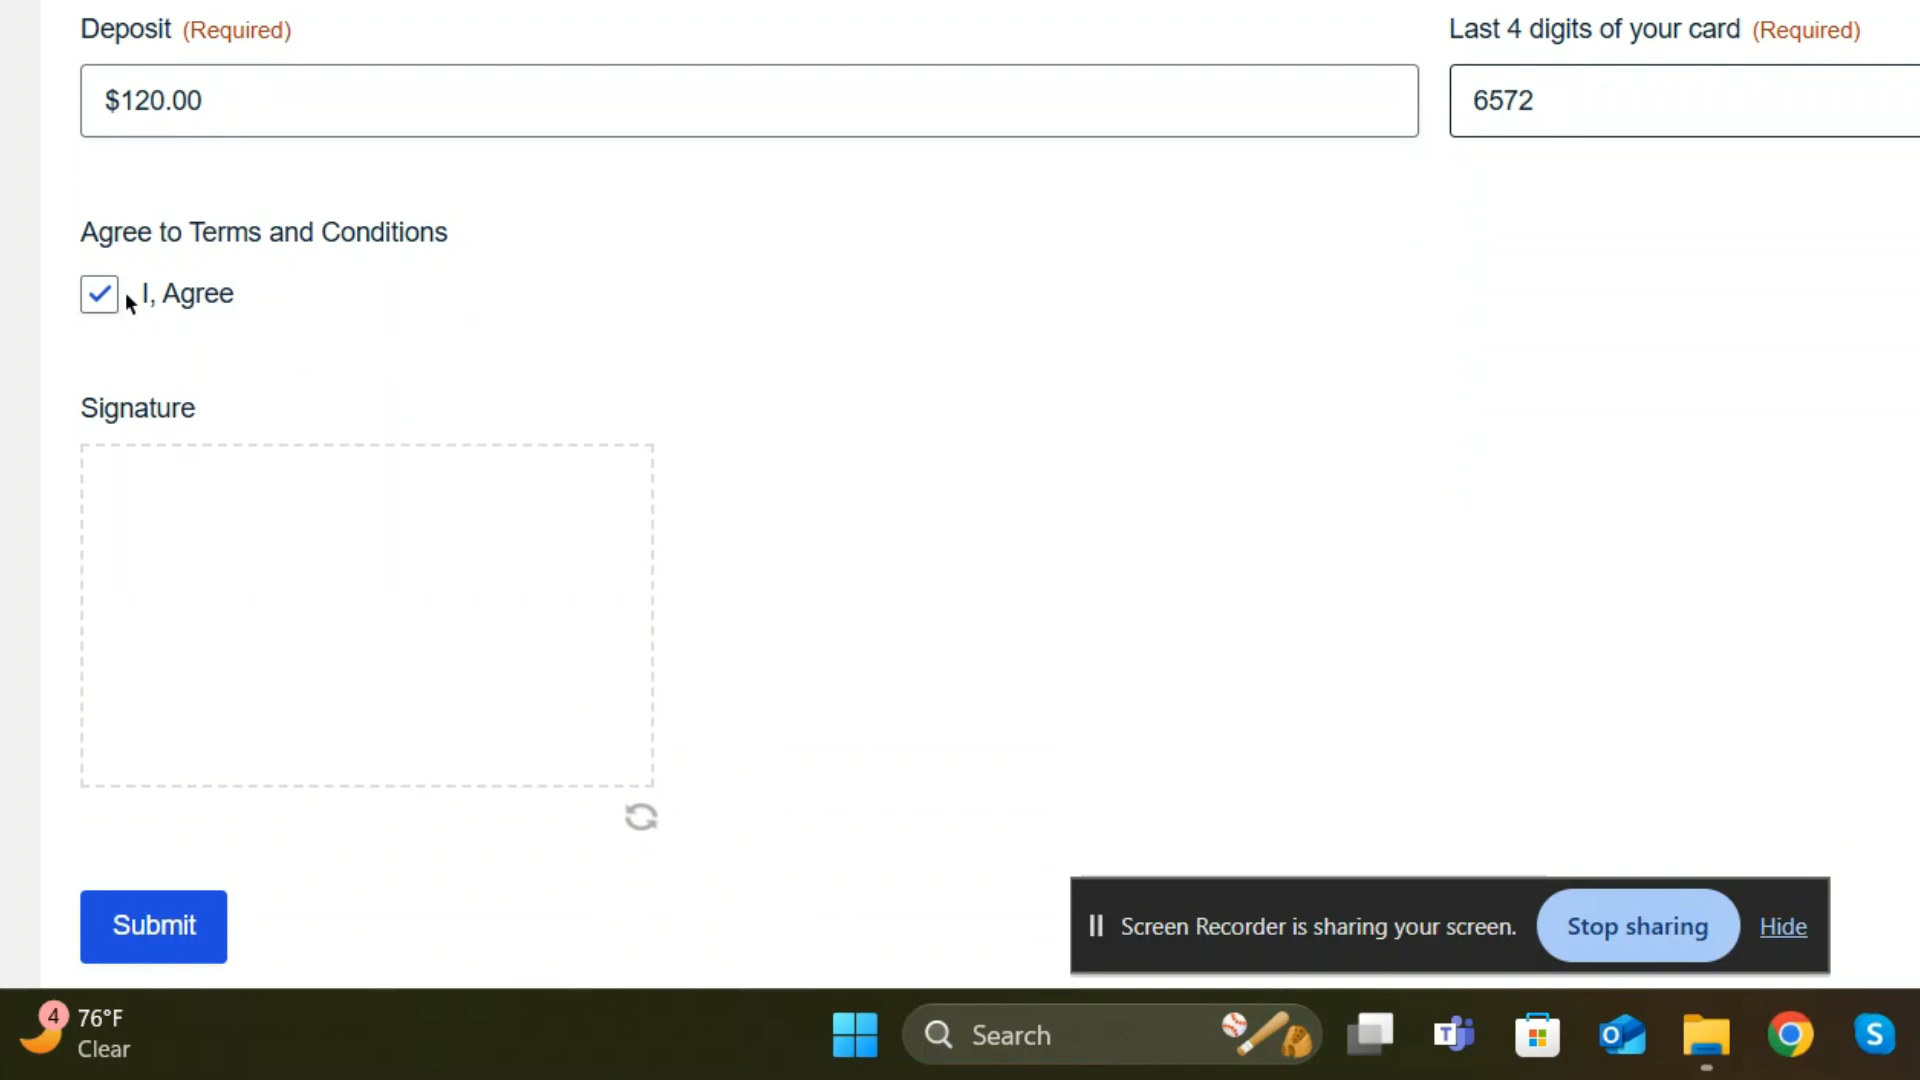 Deposit (Required)
Last 4 digits of your card (Required)
$120.00
6572
Agree to Terms and Conditions
I, Agree
Signature
Submit
Screen Recorder is sharing your screen.
Stop sharing
Hide
4
76°F
Clear
Search
T
O
S